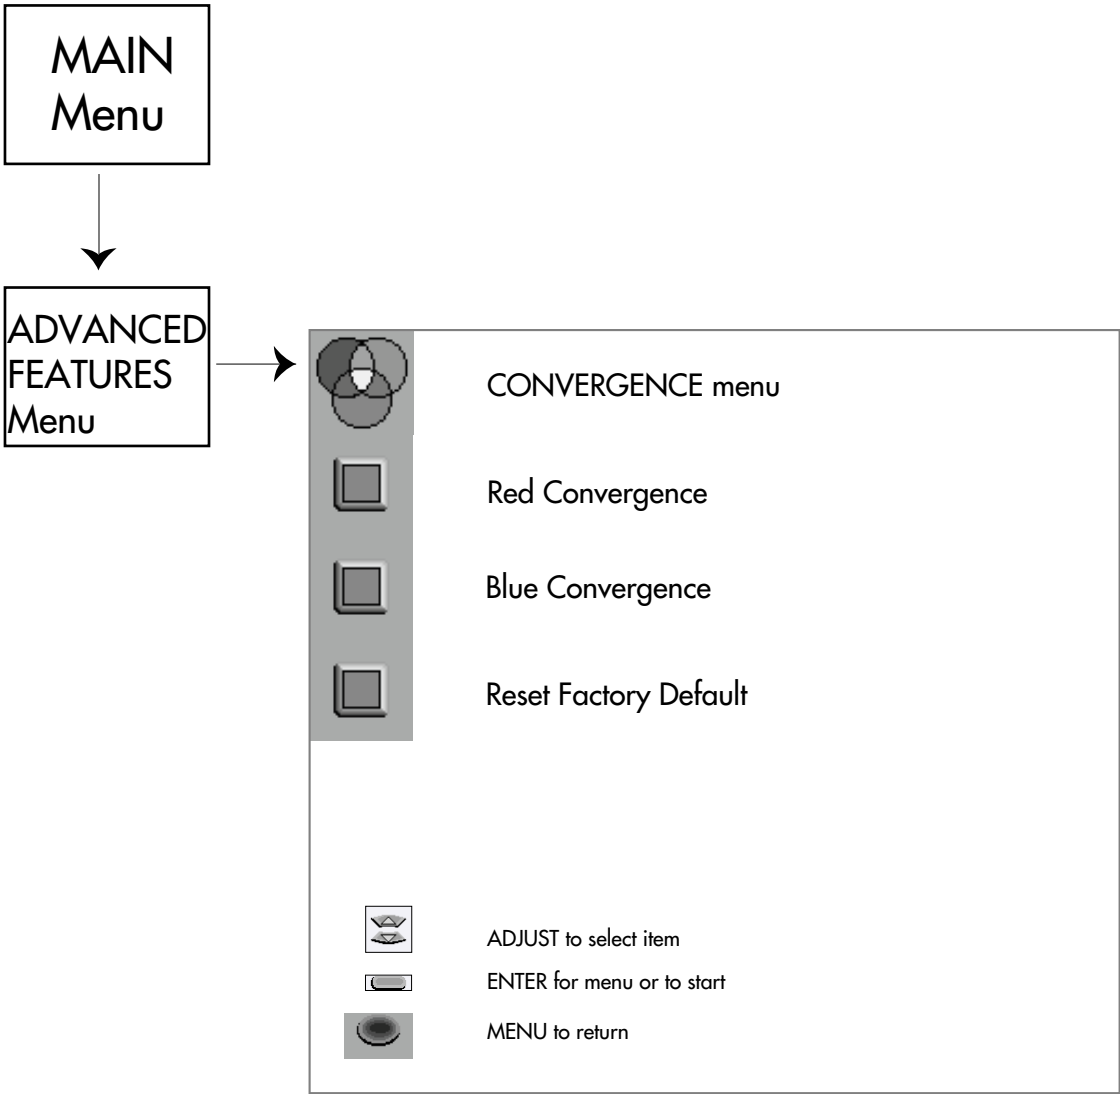 MAIN
Menu
ADVANCED
FEATURES
Menu
CONVERGENCE menu
Red Convergence
Blue Convergence
Reset Factory Default
ADJUST to select item
ENTER for menu or to start
MENU to return